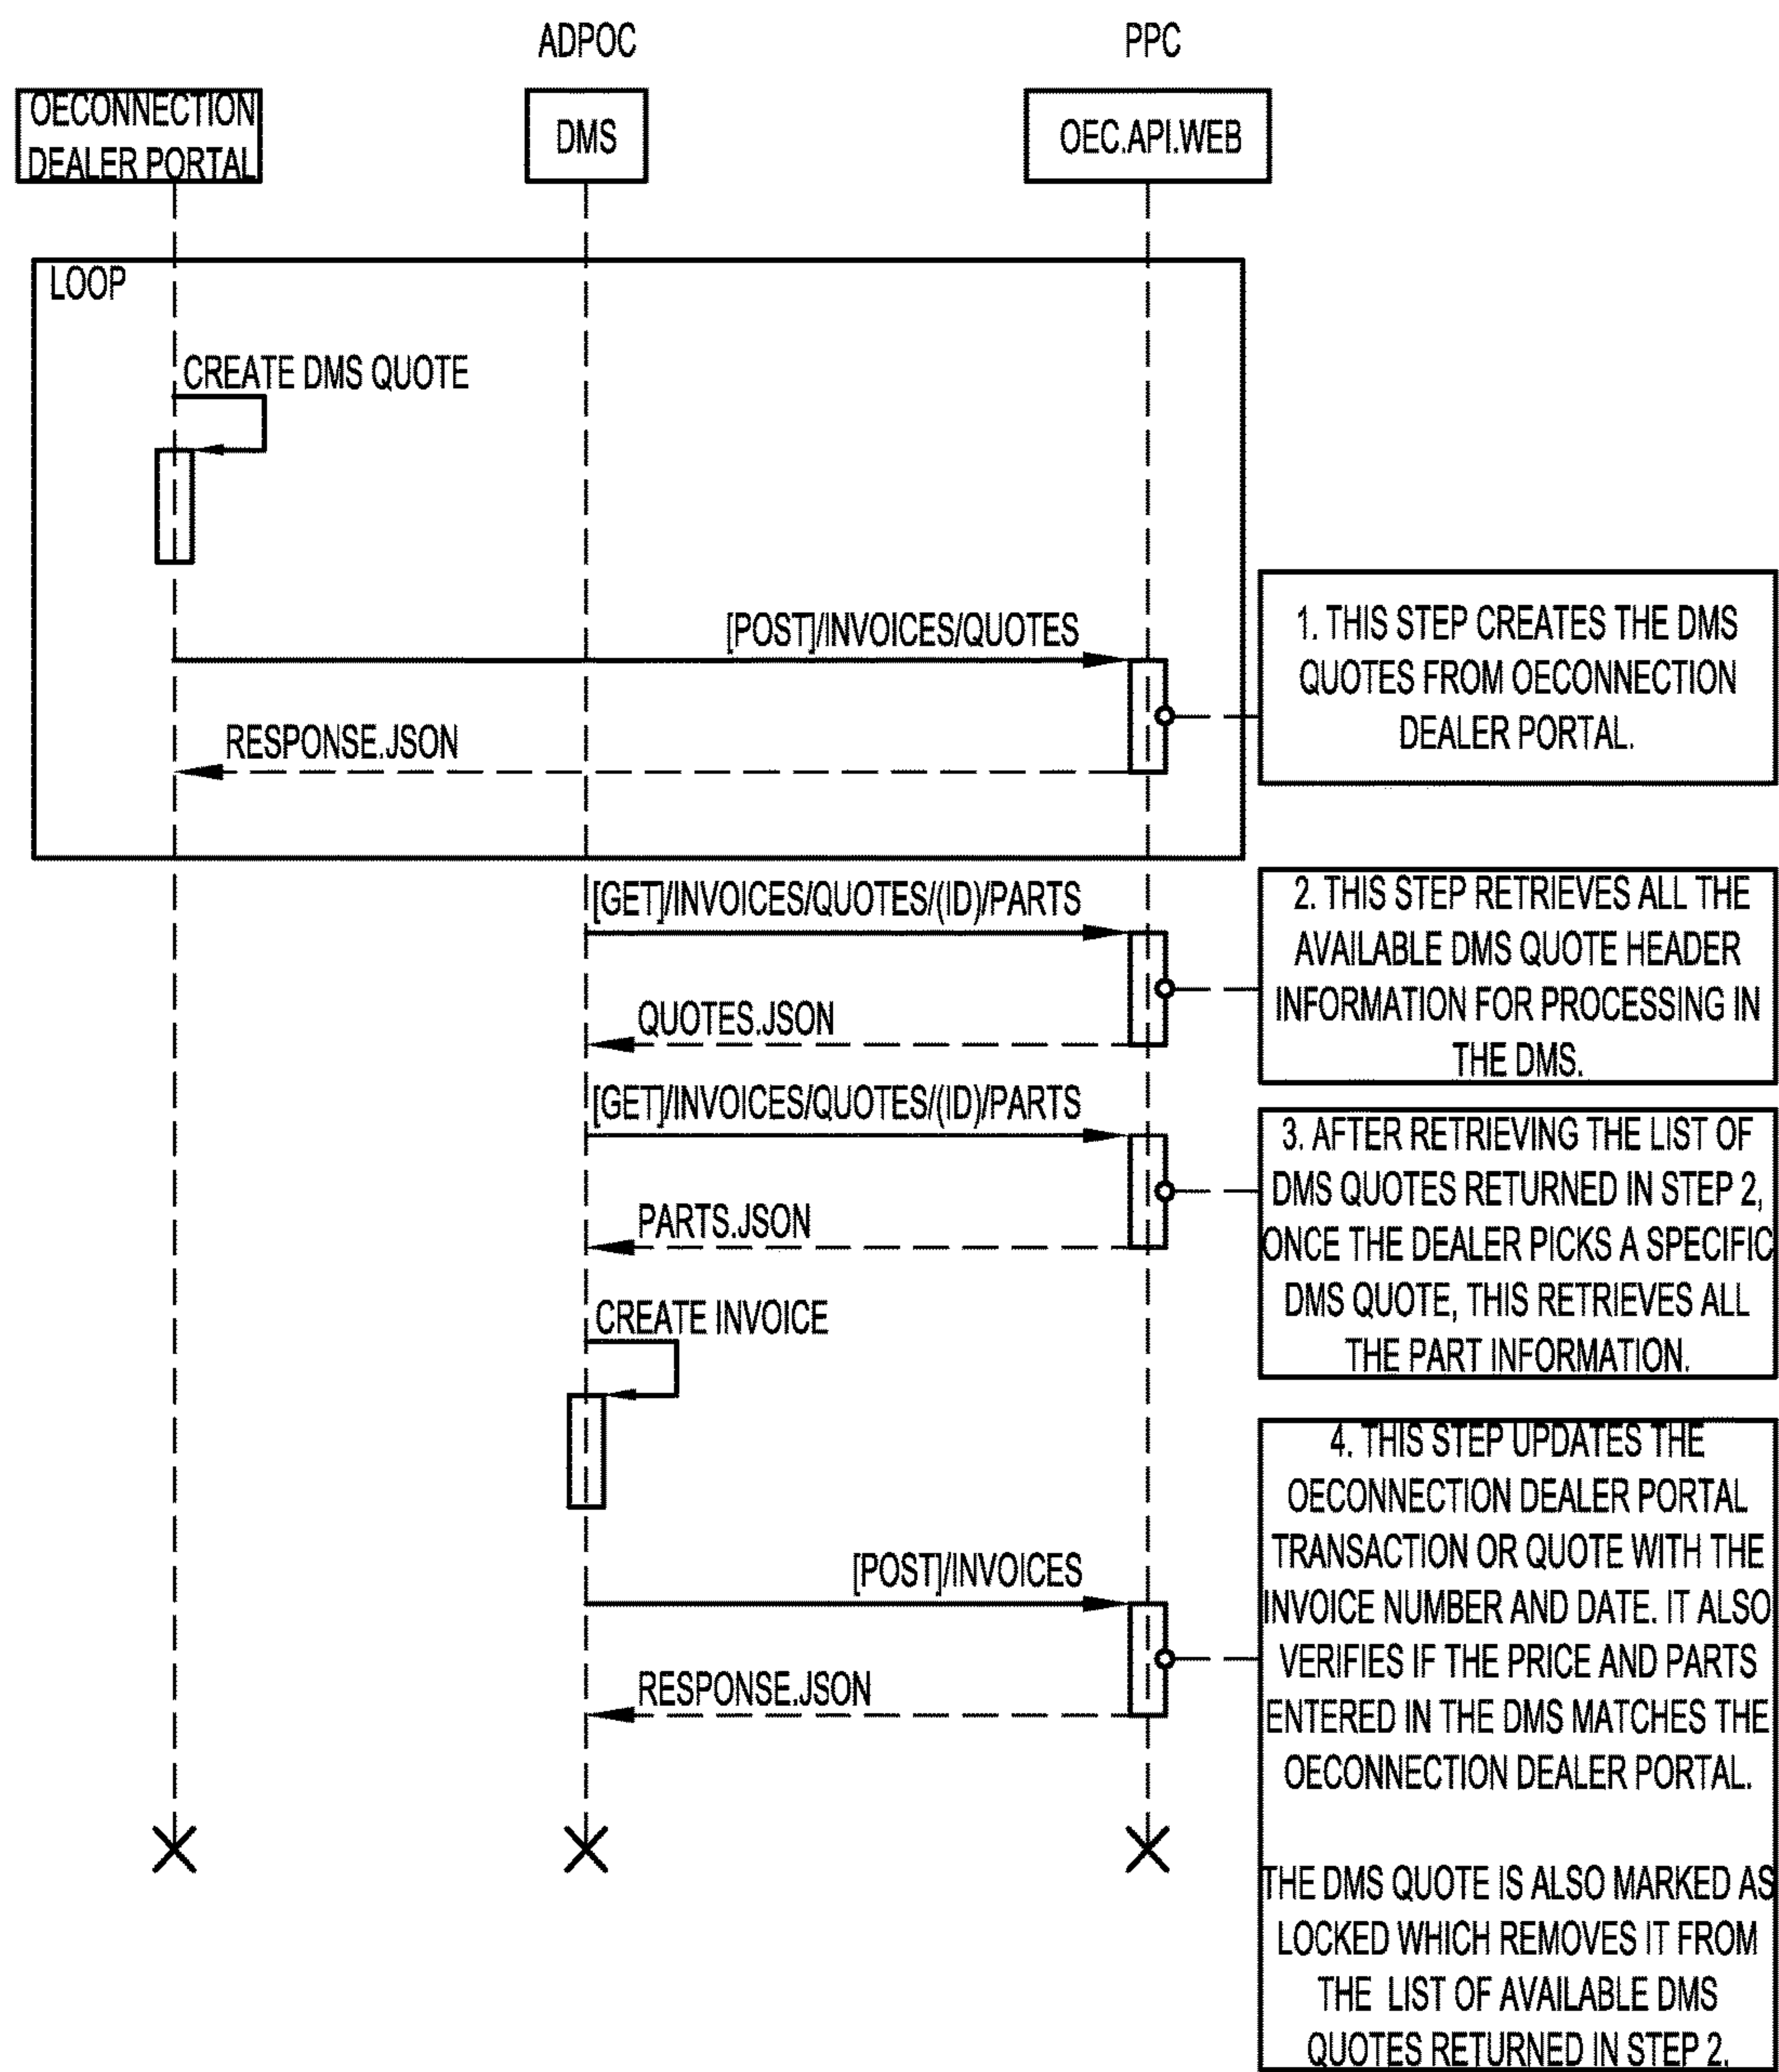 ADPOC
PPC
OECONNECTION
DEALER PORTAL
DMS
OEC.API.WEB
LOOP
CREATE DMS QUOTE
[POST]/INVOICES/QUOTES
RESPONSE.JSON
1. THIS STEP CREATES THE DMS
QUOTES FROM OECONNECTION
DEALER PORTAL.
[GET]/INVOICES/QUOTES/(ID)/PARTS
QUOTES.JSON
2. THIS STEP RETRIEVES ALL THE
AVAILABLE DMS QUOTE HEADER
INFORMATION FOR PROCESSING IN
THE DMS.
[GET]/INVOICES/QUOTES/(ID)/PARTS
PARTS.JSON
3. AFTER RETRIEVING THE LIST OF
DMS QUOTES RETURNED IN STEP 2,
ONCE THE DEALER PICKS A SPECIFIC
DMS QUOTE, THIS RETRIEVES ALL
THE PART INFORMATION.
CREATE INVOICE
[POST]/INVOICES
RESPONSE.JSON
4. THIS STEP UPDATES THE
OECONNECTION DEALER PORTAL
TRANSACTION OR QUOTE WITH THE
INVOICE NUMBER AND DATE. IT ALSO
VERIFIES IF THE PRICE AND PARTS
ENTERED IN THE DMS MATCHES THE
OECONNECTION DEALER PORTAL.
THE DMS QUOTE IS ALSO MARKED AS
LOCKED WHICH REMOVES IT FROM
THE LIST OF AVAILABLE DMS
QUOTES RETURNED IN STEP 2.